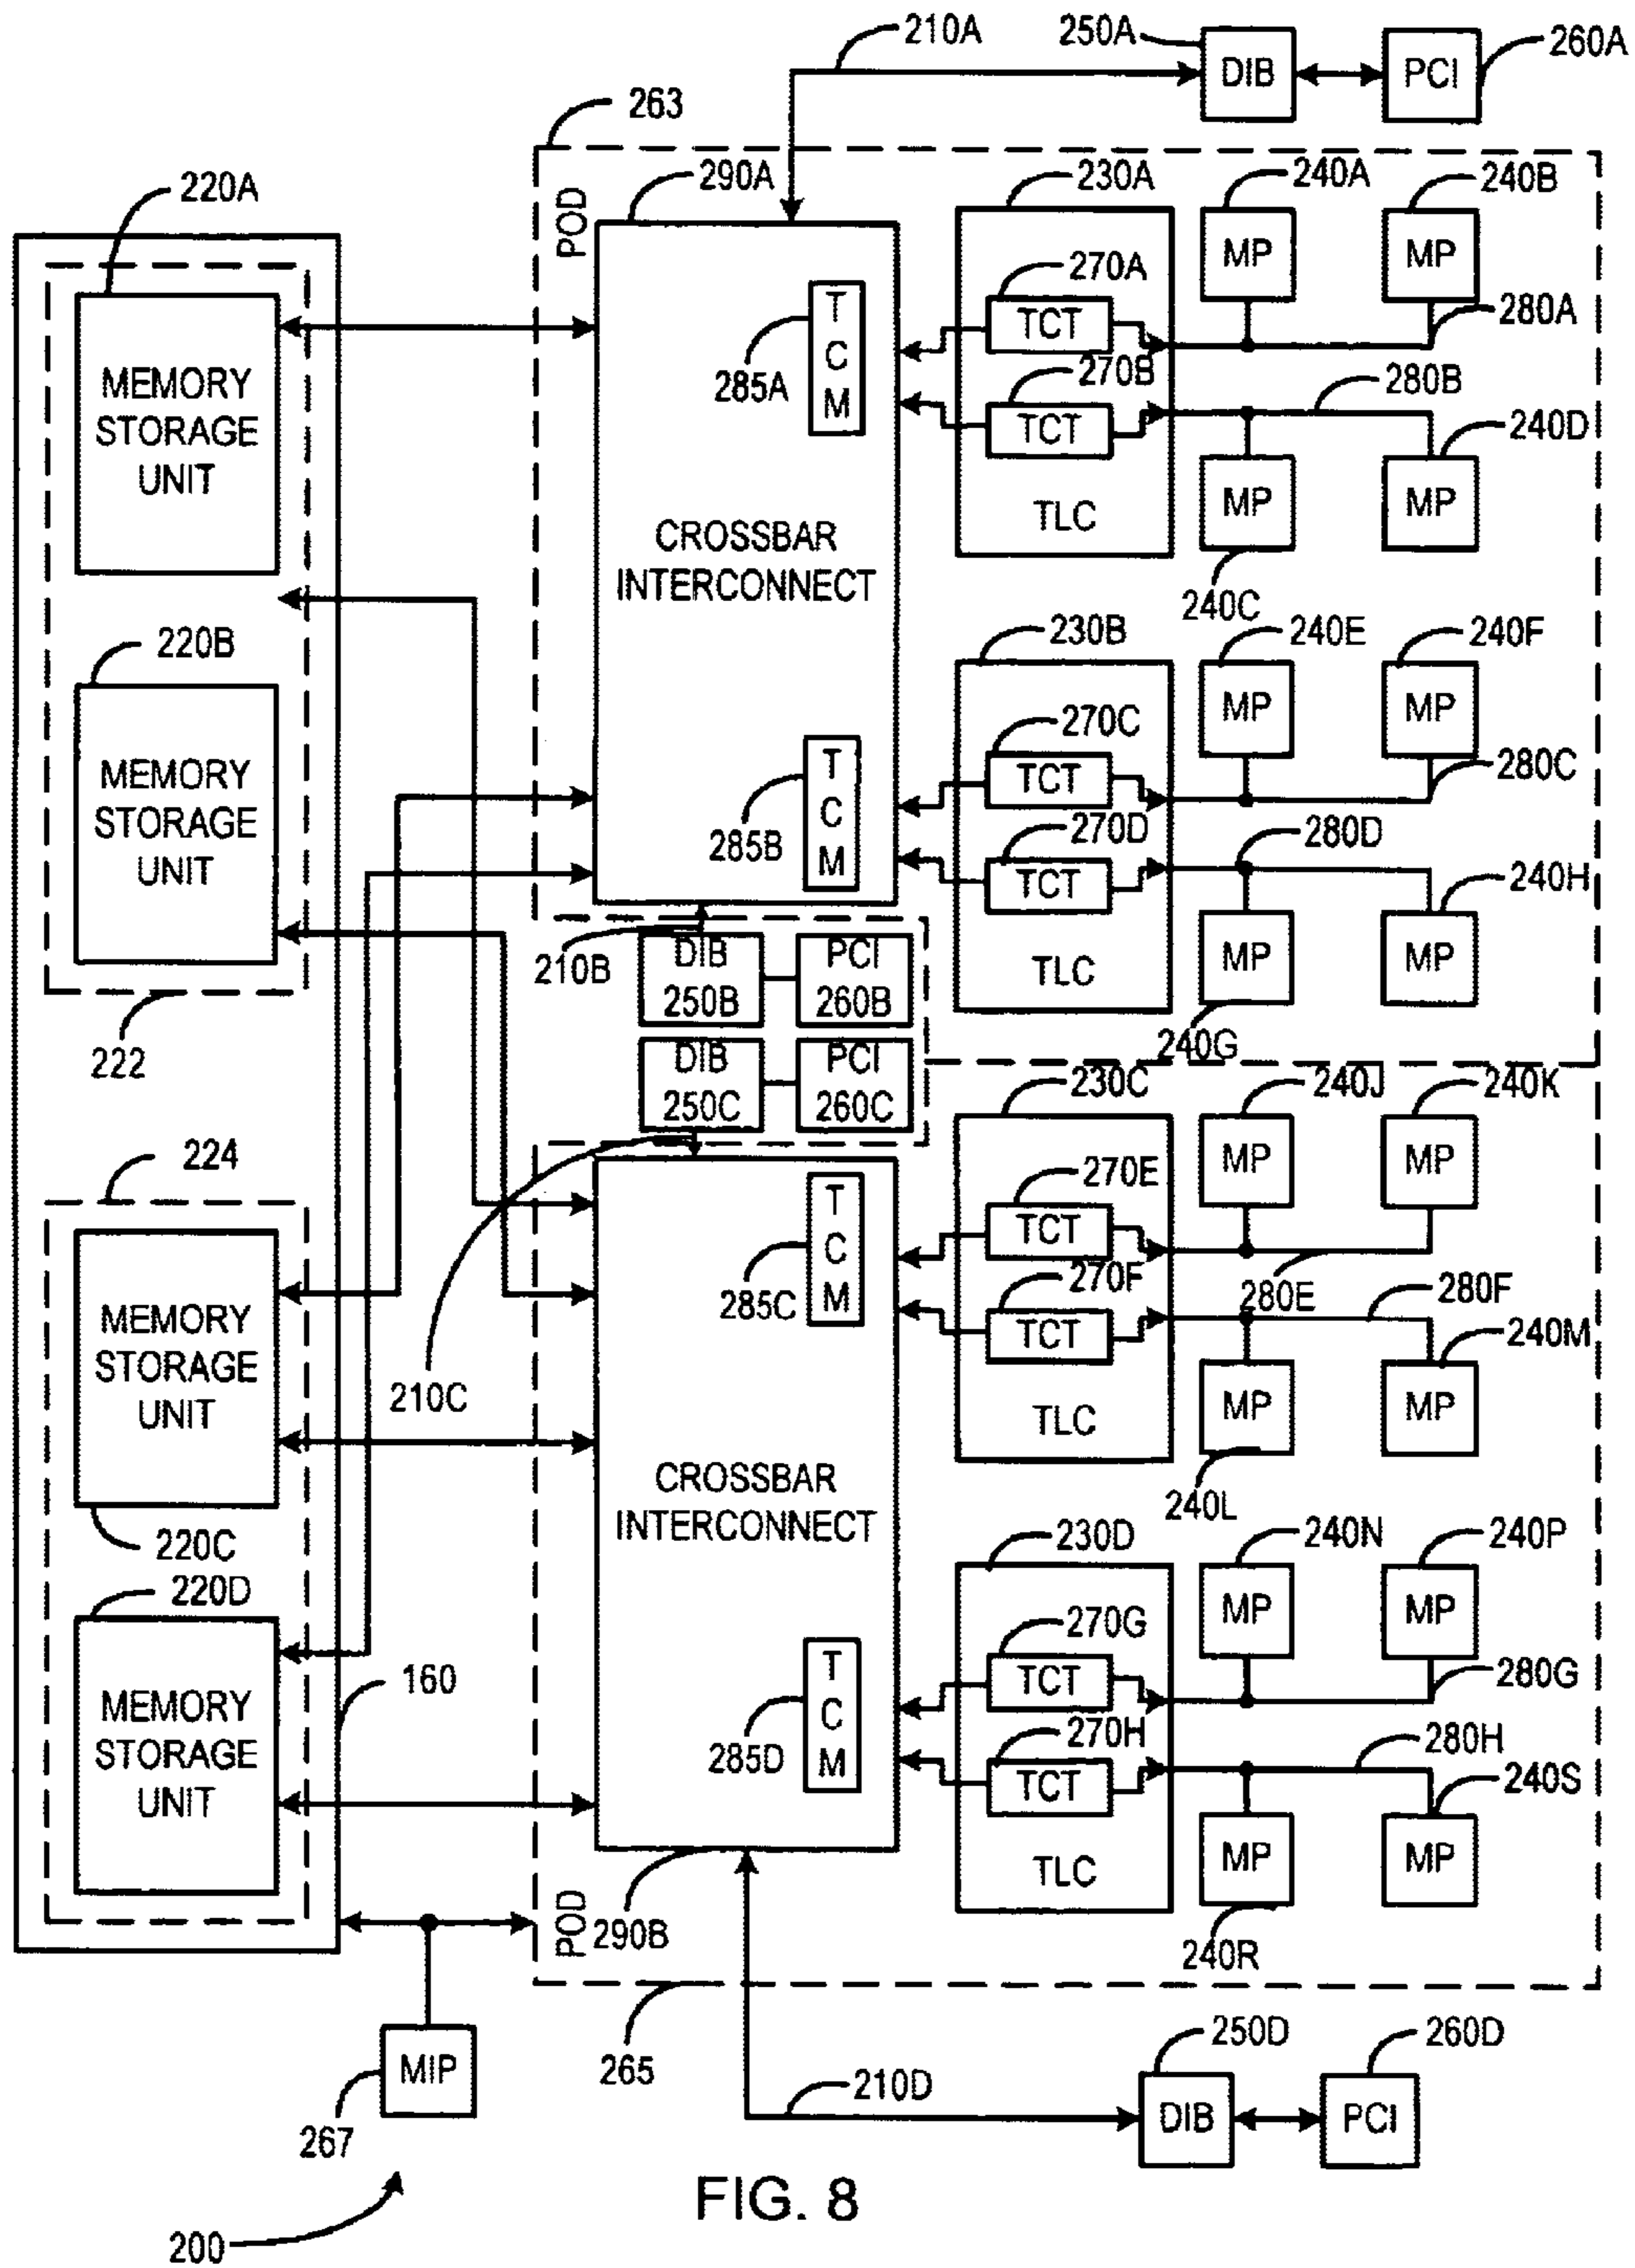 210A
250A
DIB
PCI
260A
263
POD
290A
230A
240A
240B
220A
MP
MP
270A
TCT
T
C
M
285A
280A
MEMORY
STORAGE
UNIT
270B
TCT
280B
240D
MP
MP
TLC
CROSSBAR
INTERCONNECT
240C
220B
230B
240E
240F
MP
MP
270C
TCT
T
C
M
285B
280C
MEMORY
STORAGE
UNIT
270D
TCT
280D
240H
MP
MP
TLC
210B
DIB
250B
PCI
260B
240G
222
DIB
250C
PCI
260C
230C
240J
240K
224
MP
MP
270E
TCT
T
C
M
285C
270F
TCT
280E
280F
240M
MEMORY
STORAGE
UNIT
210C
MP
MP
TLC
CROSSBAR
INTERCONNECT
240L
220C
230D
240N
240P
220D
MP
MP
270G
TCT
T
C
M
285D
280G
160
MEMORY
STORAGE
UNIT
270H
TCT
280H
240S
MP
MP
TLC
POD
290B
240R
MIP
267
265
210D
250D
DIB
260D
PCI
FIG. 8
200